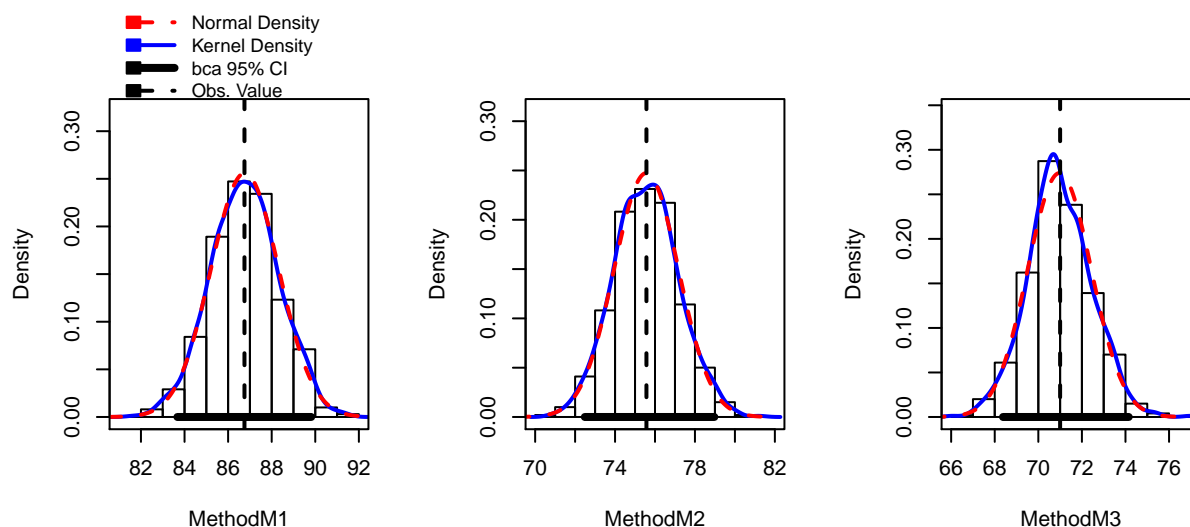 Normal Density
Kernel Density
bca 95% CI
Obs. Value
Density
0.00 0.10 0.20 0.30
82 84 86 88 90 92
MethodM1
Density
0.00 0.10 0.20 0.30
70 74 78 82
MethodM2
Density
0.00 0.10 0.20 0.30
66 68 70 72 74 76
MethodM3